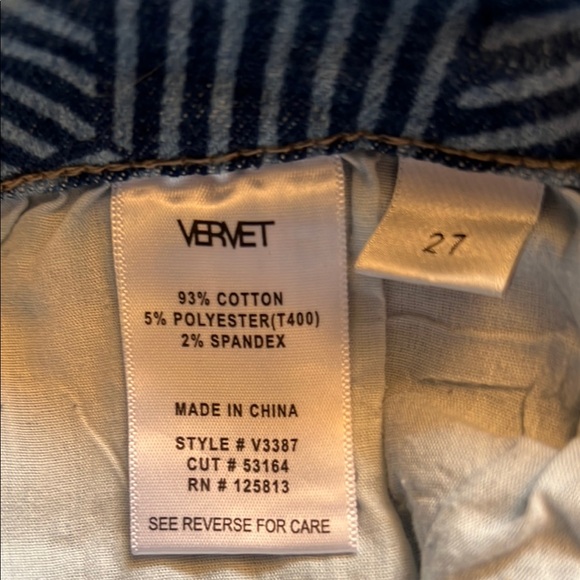 VERVET
27
93% COTTON
5% POLYESTER(T400)
2% SPANDEX
MADE IN CHINA
STYLE # V3387
CUT # 53164
RN # 125813
SEE REVERSE FOR CARE